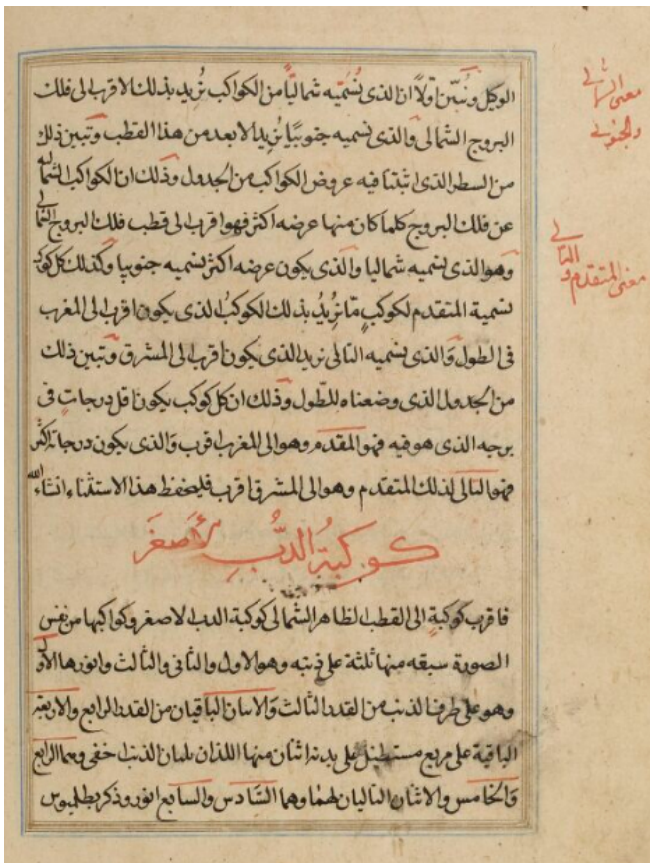 الوكيل ونبين اولا ان الذى نسميه شماليا من الكواكب نريد بذلك الاقرب الى فلك
البروج الشمالى والذى نسميه جنوبيا نريد الابعد من هذا القطب وتبين ذلك
من السطر الذى اثبتنا فيه عروض الكواكب من الجدول وذلك ان الكواكب الشماليه
عن فلك البروج كلما كان منها عرضه اكثر فهو اقرب الى قطب فلك البروج الشمالى
وهو الذى نسميه شماليا والذى يكون عرضه اكثر نسميه جنوبيا وكذلك كل كوكب
نسمية المتقدم لكوكب ما نريد بذلك الكوكب الذى يكون اقرب الى المغرب
فى الطول والذى نسميه التالى نريد الذى يكون اقرب الى المشرق وتبين ذلك
من الجدول الذى وضعناه للطول وذلك ان كل كوكب يكون اقل درجات فى
برجه الذى هو فيه فهو المقدم وهو الى المغرب اقرب والذى يكون درجاته اكثر
فهو التالى لذلك المتقدم وهو الى المشرق اقرب فليحفظ هذا الاستثناء انشاء الله
كوكبة الدب الاصغر
فاقرب كوكبة الى القطب الظاهر الشمالى كوكبة الدب الاصغر وكواكبها من نفس
الصورة سبعه منها ثلثة على ذنبه وهو الاول والثانى والثالث وانورها الاول
وهو على طرف الذنب من القدر الثالث والاثنان الباقيان من القدر الرابع والاربعة
الباقية على مربع مستطيل على بدنه اثنان منها اللذان يليان الذنب اخفى وهما الرابع
والخامس والاثنان التاليان لهما وهما السادس والسابع انور وذكر بطلميوس
معنى الشمالى
والجنوبى
معنى المتقدم والتالى